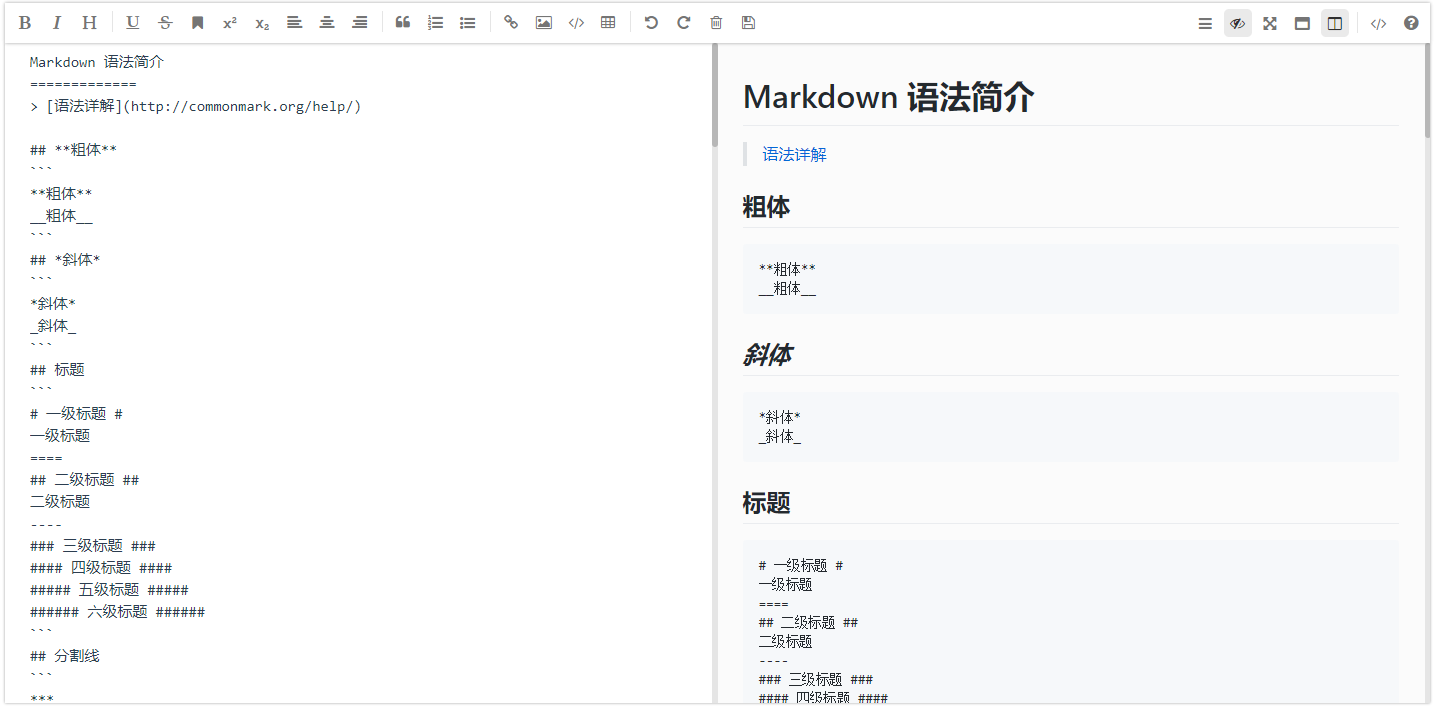 B I H U S x² x₂
Markdown 语法简介
=============
> [语法详解](http://commonmark.org/help/)
## **粗体**
```
**粗体**
__粗体__
```
## *斜体*
```
*斜体*
_斜体_
```
## 标题
```
# 一级标题 #
一级标题
====
## 二级标题 ##
二级标题
----
### 三级标题 ###
#### 四级标题 ####
##### 五级标题 #####
###### 六级标题 ######
```
## 分割线
```
***
Markdown 语法简介
语法详解
粗体
**粗体**
__粗体__
斜体
*斜体*
_斜体_
标题
# 一级标题 #
一级标题
====
## 二级标题 ##
二级标题
----
### 三级标题 ###
#### 四级标题 ####